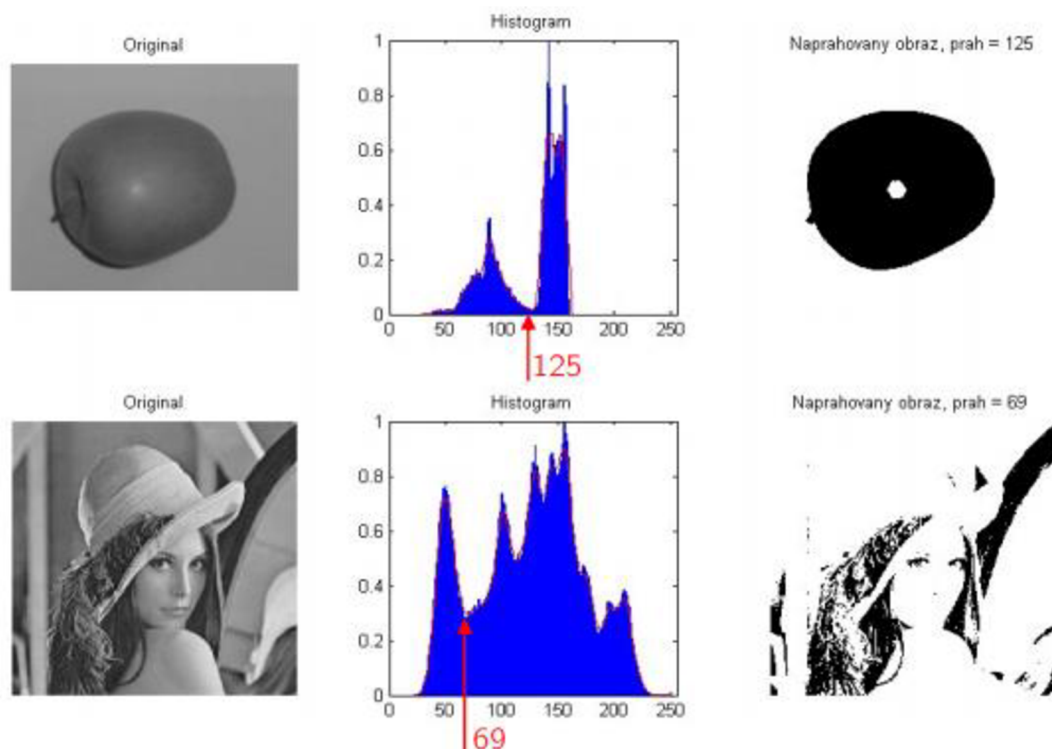 Original
Histogram
Naprahovany obraz, prah = 125
1
0.8
0.6
0.4
0.2
0
0 50 100 150 200 250
125
Original
Histogram
Naprahovany obraz, prah = 69
1
0.8
0.6
0.4
0.2
0
0 50 100 150 200 250
69